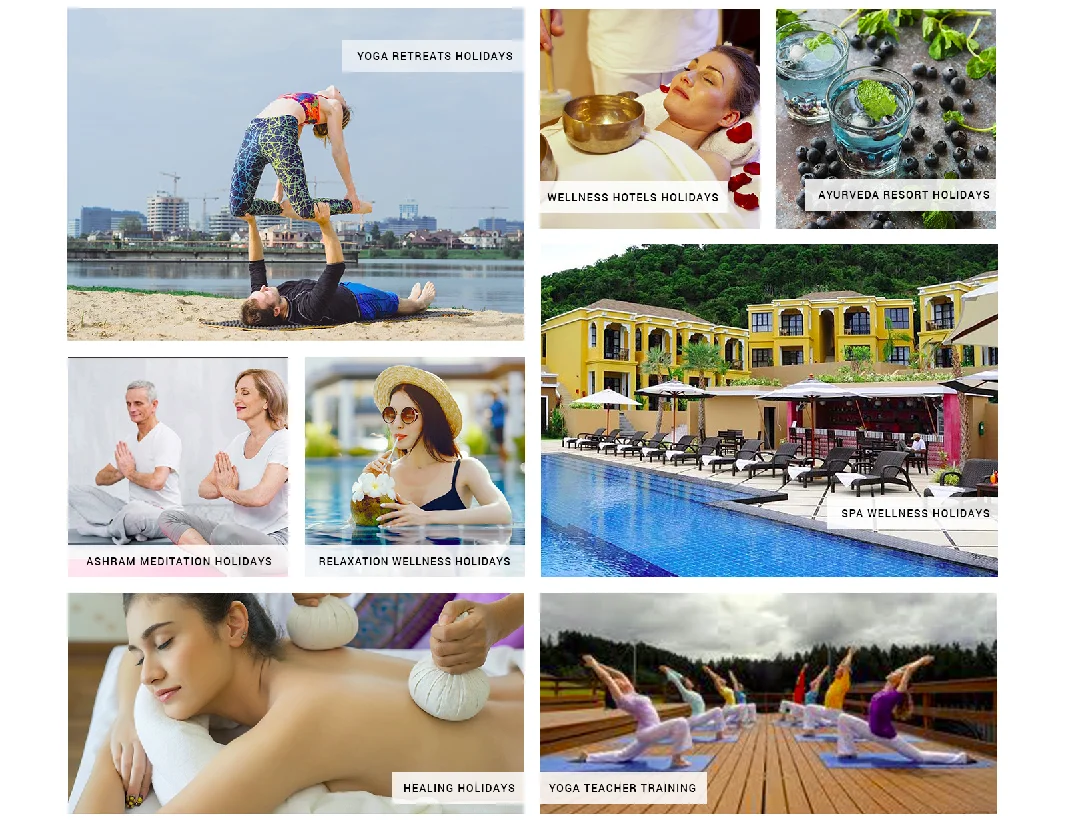 YOGA RETREATS HOLIDAYS
WELLNESS HOTELS HOLIDAYS
AYURVEDA RESORT HOLIDAYS
SPA WELLNESS HOLIDAYS
ASHRAM MEDITATION HOLIDAYS
RELAXATION WELLNESS HOLIDAYS
HEALING HOLIDAYS
YOGA TEACHER TRAINING